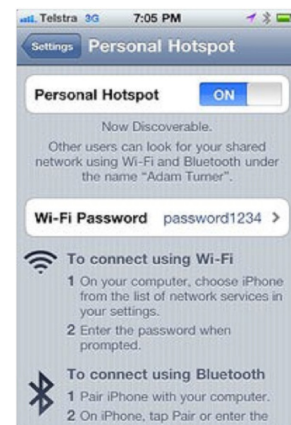 Telstra 3G 7:05 PM
Settings Personal Hotspot
Personal Hotspot ON
Now Discoverable.
Other users can look for your shared
network using Wi-Fi and Bluetooth under
the name “Adam Turner”.
Wi-Fi Password password1234
To connect using Wi-Fi
1 On your computer, choose iPhone
from the list of network services in
your settings.
2 Enter the password when
prompted.
To connect using Bluetooth
1 Pair iPhone with your computer.
2 On iPhone, tap Pair or enter the